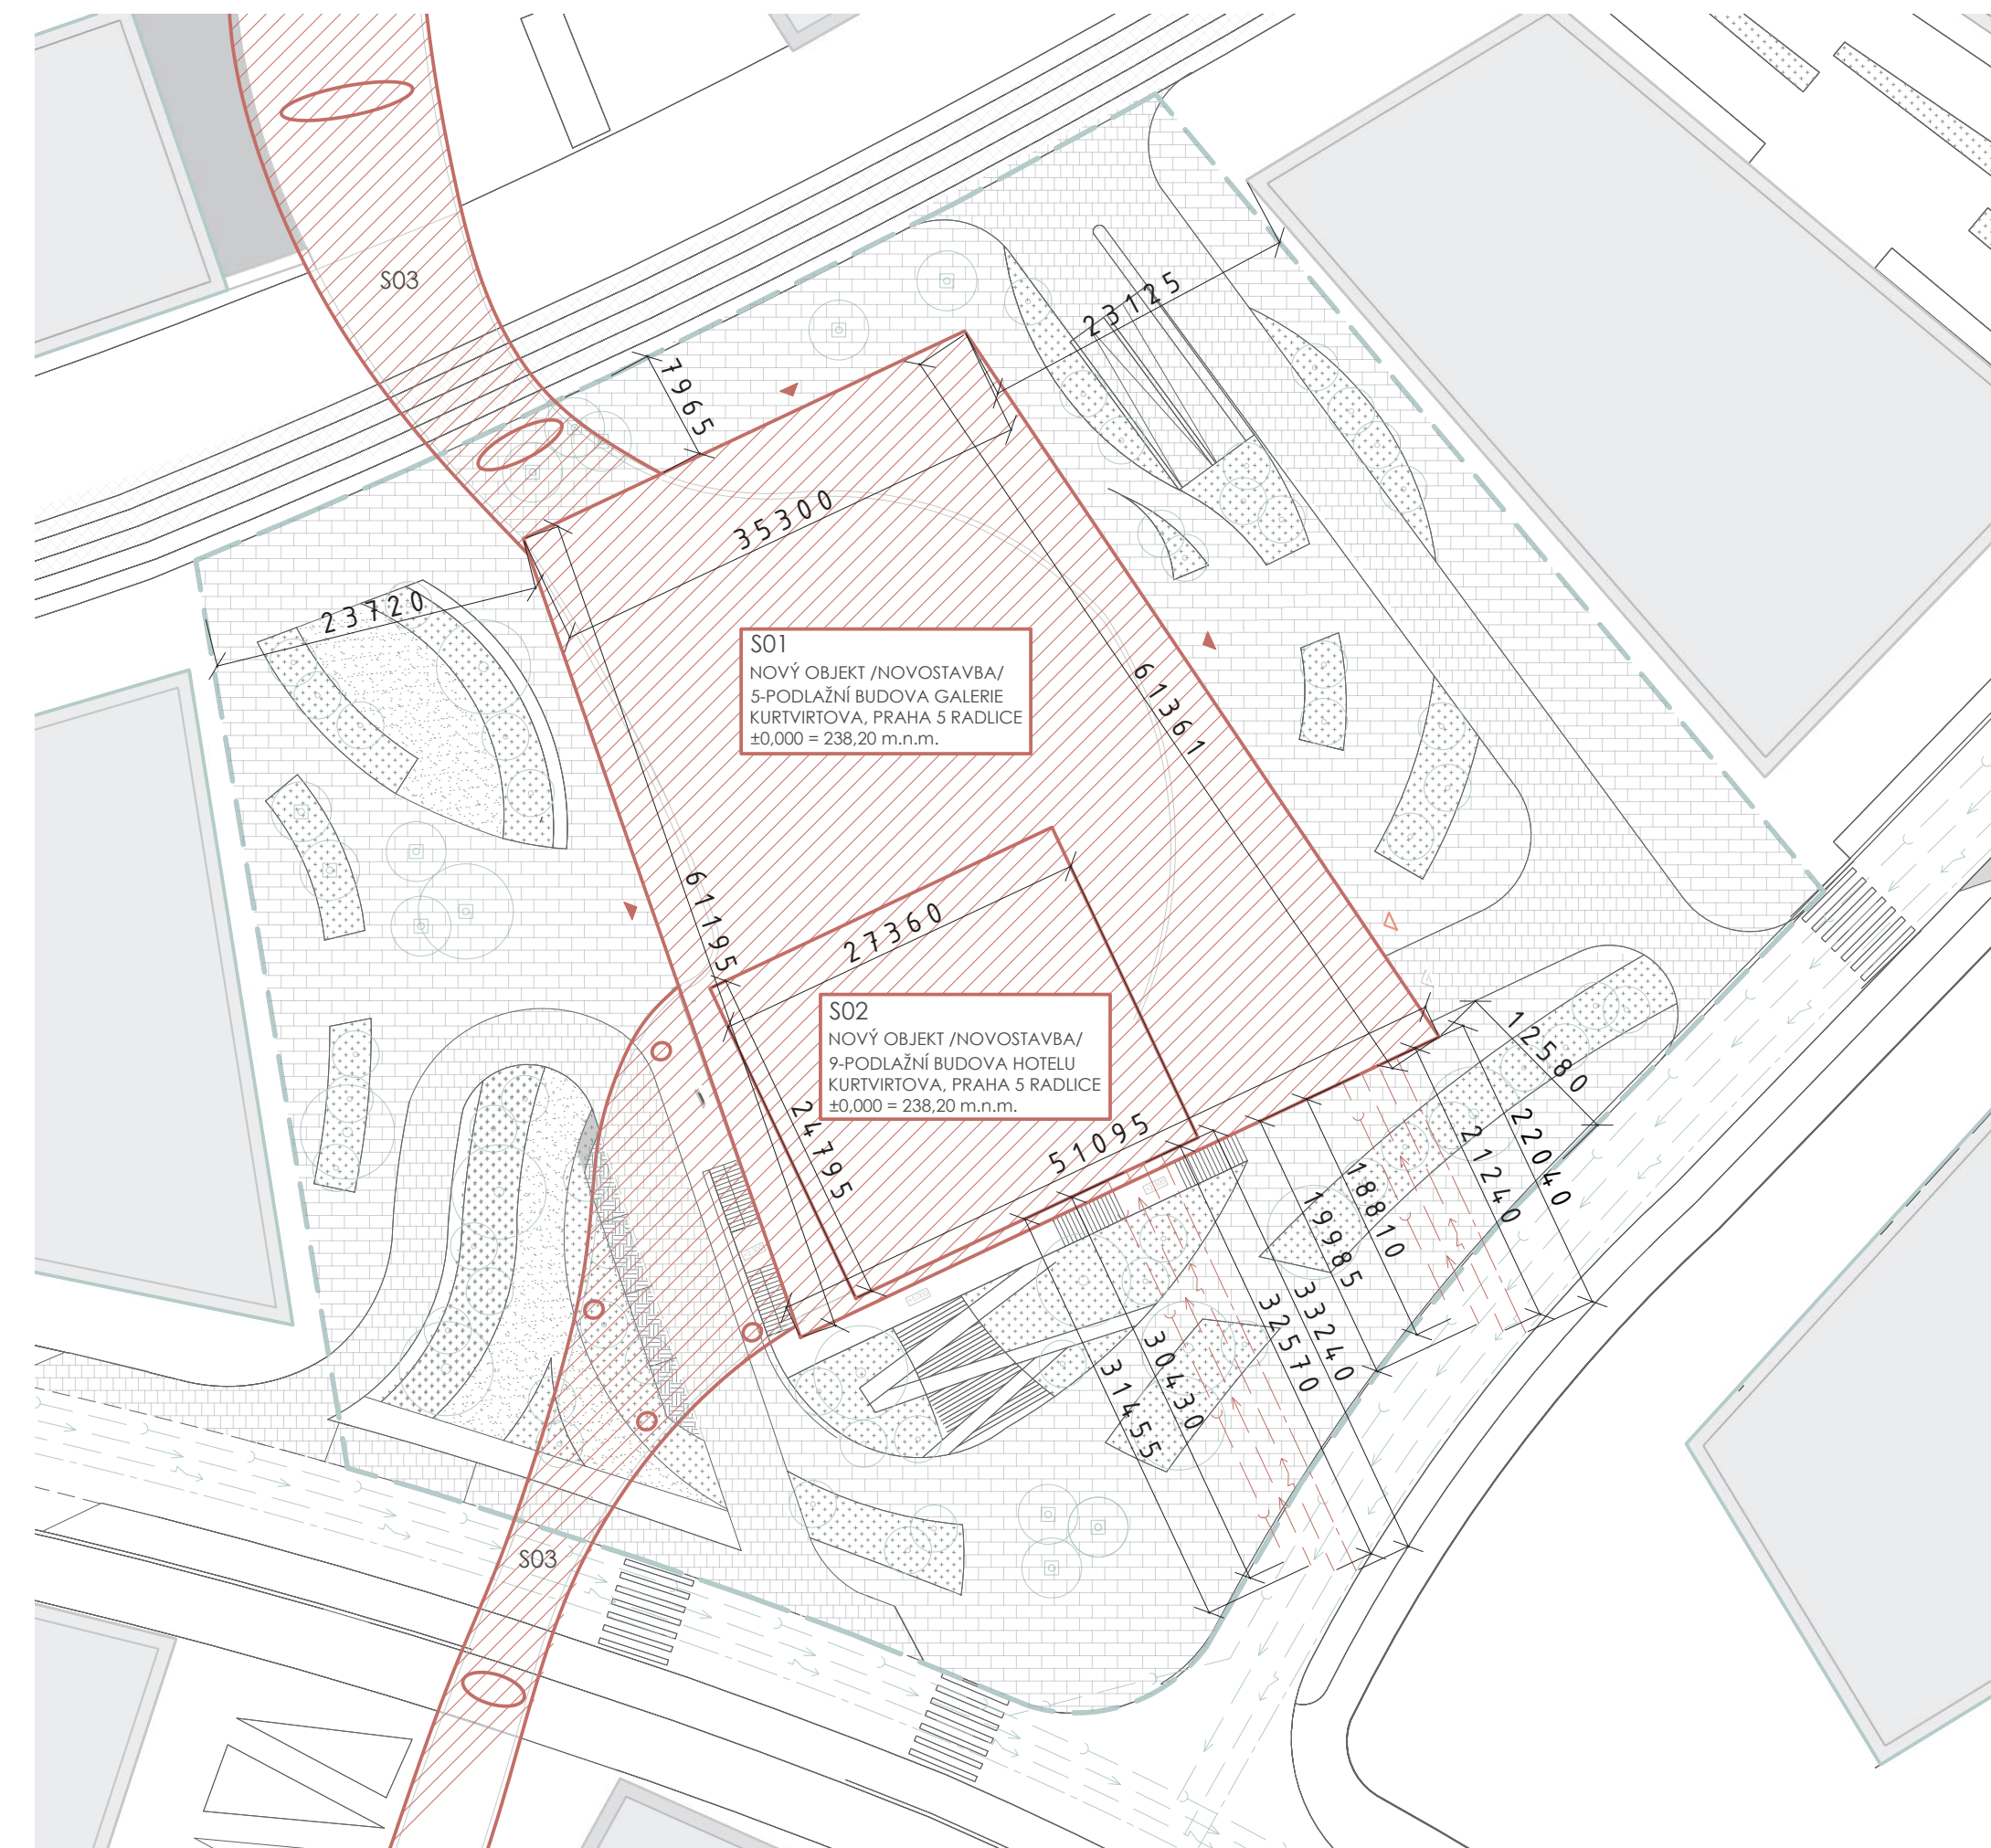 S03
23125
7965
35300
23720
S01
NOVÝ OBJEKT /NOVOSTAVBA/
5-PODLAŽNÍ BUDOVA GALERIE
KURTVIRTOVA, PRAHA 5 RADLICE
±0,000 = 238,20 m.n.m.
61361
61195
27360
S02
NOVÝ OBJEKT /NOVOSTAVBA/
9-PODLAŽNÍ BUDOVA HOTELU
KURTVIRTOVA, PRAHA 5 RADLICE
±0,000 = 238,20 m.n.m.
12580
24795
51095
22040
21240
18810
19985
33240
32570
30430
31455
S03